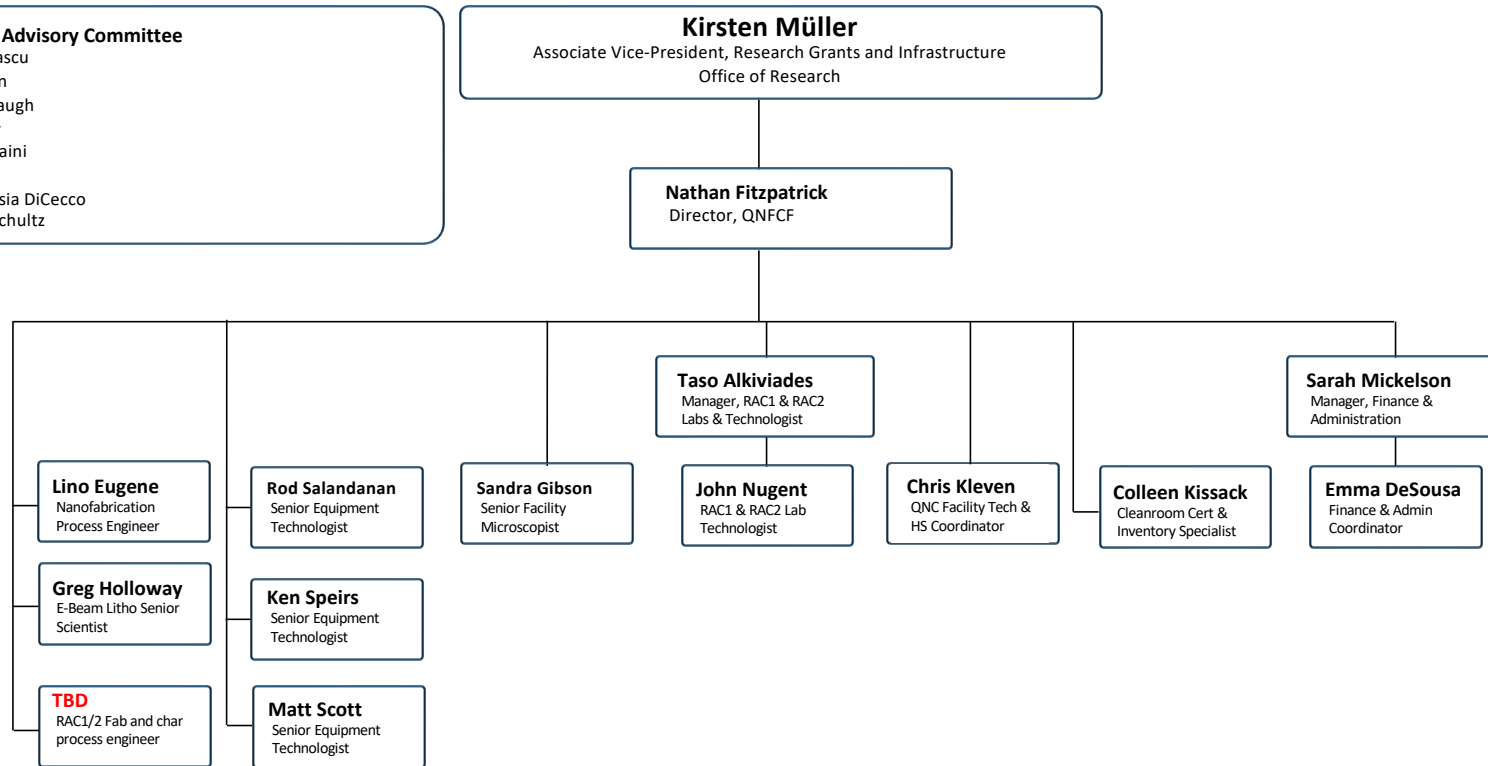 Advisory Committee
Kirsten Müller
Associate Vice-President, Research Grants and Infrastructure
Office of Research
augh
aini
sia DiCecco
chultz
Nathan Fitzpatrick
Director, QNFCF
Taso Alkiviades
Manager, RAC1 & RAC2
Labs & Technologist
Sarah Mickelson
Manager, Finance &
Administration
Lino Eugene
Nanofabrication
Process Engineer
Rod Salandanan
Senior Equipment
Technologist
Sandra Gibson
Senior Facility
Microscopist
John Nugent
RAC1 & RAC2 Lab
Technologist
Chris Kleven
QNC Facility Tech &
HS Coordinator
Colleen Kissack
Cleanroom Cert &
Inventory Specialist
Emma DeSousa
Finance & Admin
Coordinator
Greg Holloway
E-Beam Litho Senior
Scientist
Ken Speirs
Senior Equipment
Technologist
TBD
RAC1/2 Fab and char
process engineer
Matt Scott
Senior Equipment
Technologist